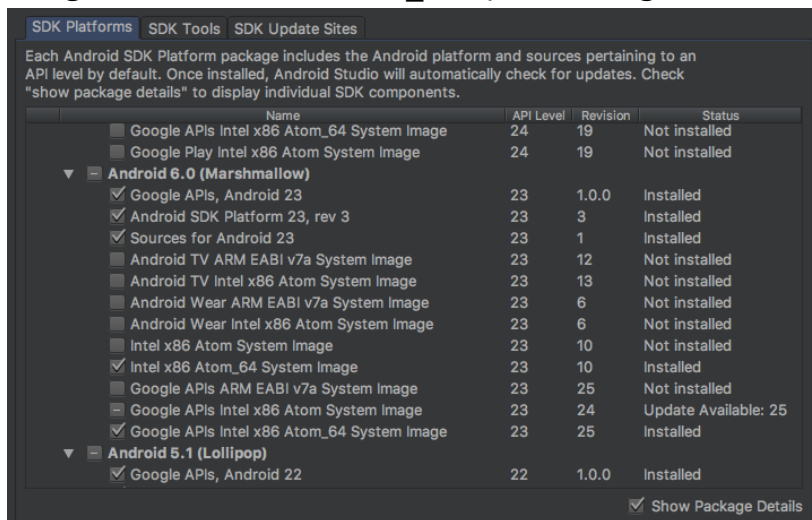 SDK Platforms SDK Tools SDK Update Sites
Each Android SDK Platform package includes the Android platform and sources pertaining to an
API level by default. Once installed, Android Studio will automatically check for updates. Check
"show package details" to display individual SDK components.
Name API Level Revision Status
Google APIs Intel x86 Atom_64 System Image 24 19 Not installed
Google Play Intel x86 Atom System Image 24 19 Not installed
Android 6.0 (Marshmallow)
Google APIs, Android 23 23 1.0.0 Installed
Android SDK Platform 23, rev 3 23 3 Installed
Sources for Android 23 23 1 Installed
Android TV ARM EABI v7a System Image 23 12 Not installed
Android TV Intel x86 Atom System Image 23 13 Not installed
Android Wear ARM EABI v7a System Image 23 6 Not installed
Android Wear Intel x86 Atom System Image 23 6 Not installed
Intel x86 Atom System Image 23 10 Not installed
Intel x86 Atom_64 System Image 23 10 Installed
Google APIs ARM EABI v7a System Image 23 25 Not installed
Google APIs Intel x86 Atom System Image 23 24 Update Available: 25
Google APIs Intel x86 Atom_64 System Image 23 25 Installed
Android 5.1 (Lollipop)
Google APIs, Android 22 22 1.0.0 Installed
Show Package Details